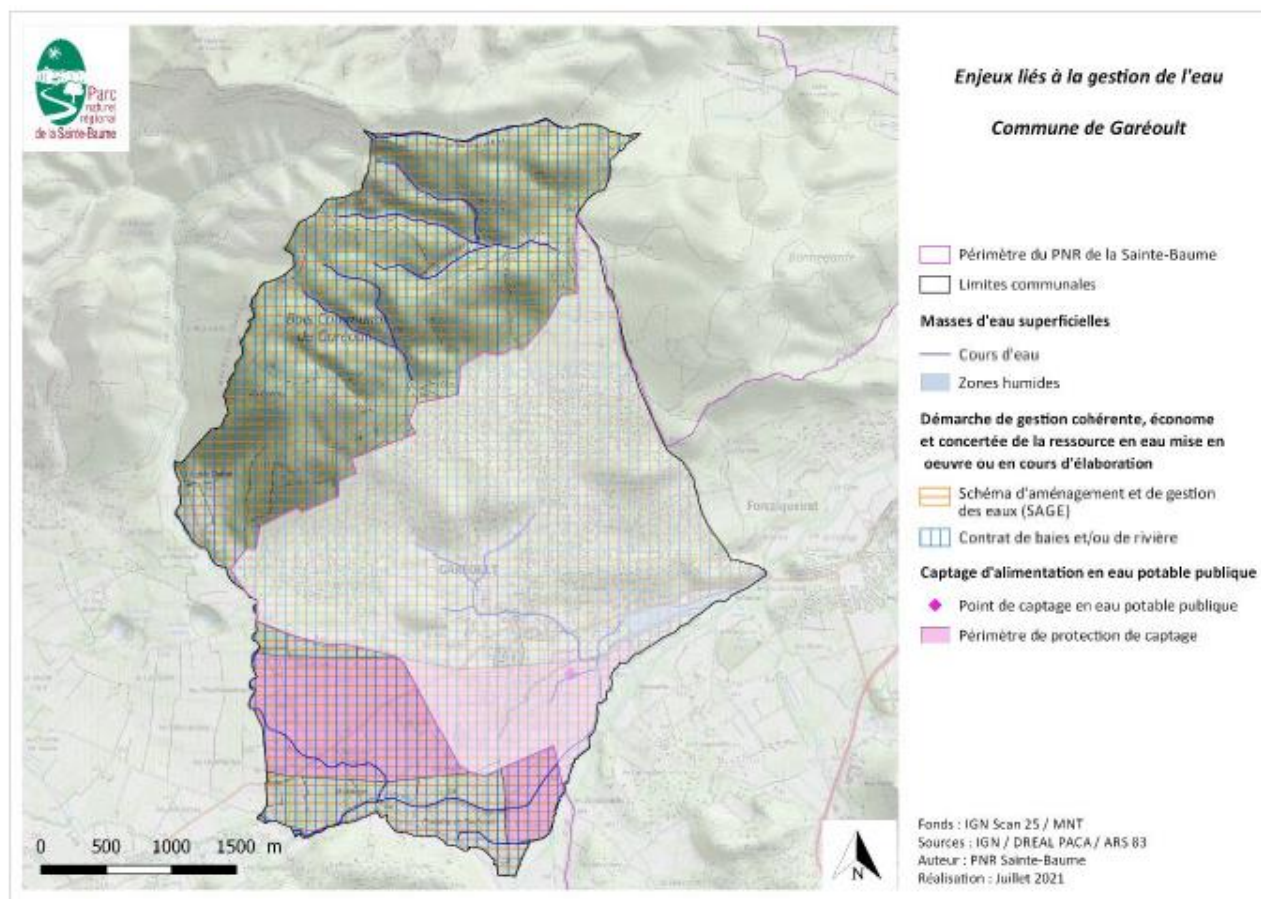 Parc
naturel
régional
de la Sainte-Baume
Enjeux liés à la gestion de l'eau
Commune de Garéoult
Périmètre du PNR de la Sainte-Baume
Limites communales
Masses d'eau superficielles
Cours d'eau
Zones humides
Démarche de gestion cohérente, économe
et concertée de la ressource en eau mise en
oeuvre ou en cours d'élaboration
Schéma d'aménagement et de gestion
des eaux (SAGE)
Contrat de baies et/ou de rivière
Captage d'alimentation en eau potable publique
Point de captage en eau potable publique
Périmètre de protection de captage
Bonnegarde
Bois
de Garéoult
GARÉOULT
0 500 1000 1500 m
N
Fonds : IGN Scan 25 / MNT
Sources : IGN / DREAL PACA / ARS 83
Auteur : PNR Sainte-Baume
Réalisation : Juillet 2021